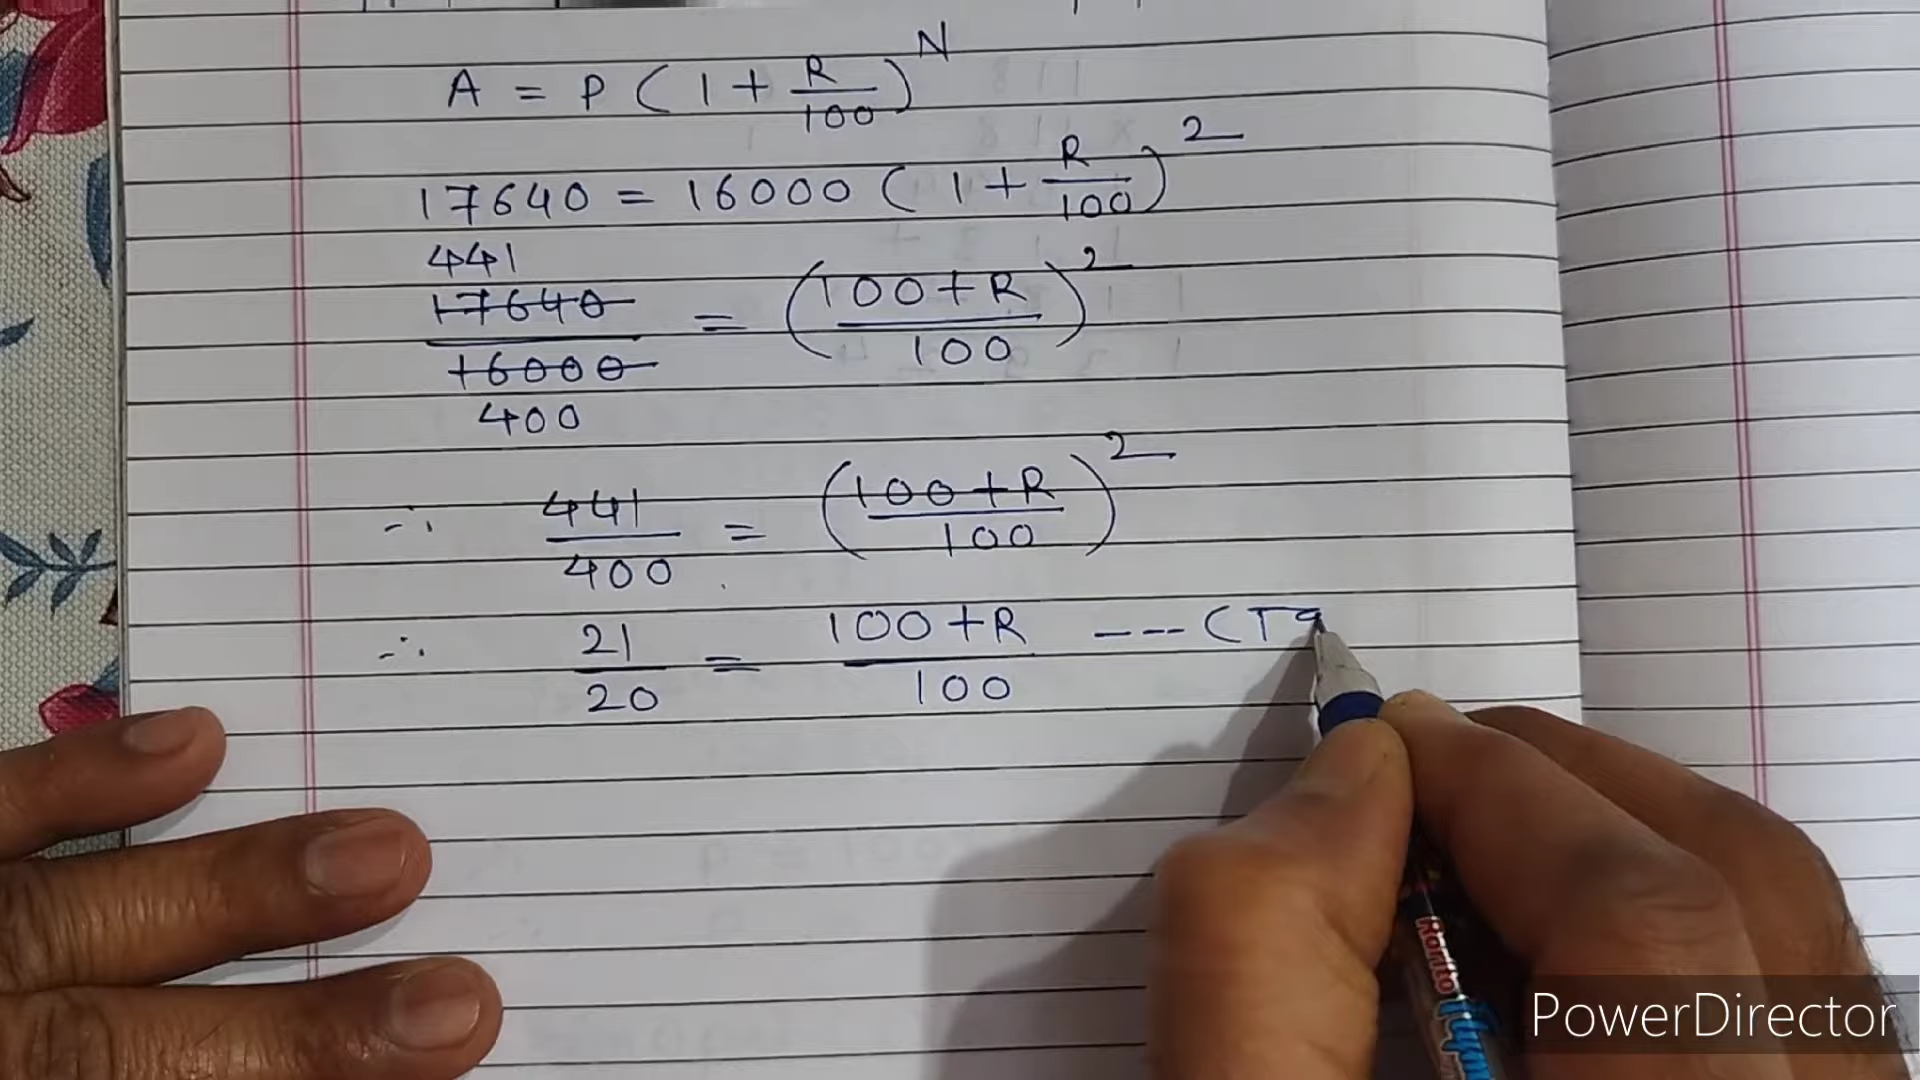 A = P ( 1 + R/100 )^N
17640 = 16000 ( 1 + R/100 )^2
441
17640/16000 = ( 100 + R / 100 )^2
400
∴ 441/400 = ( 100 + R / 100 )^2
∴ 21/20 = 100 + R / 100 --- ( Ta
PowerDirector